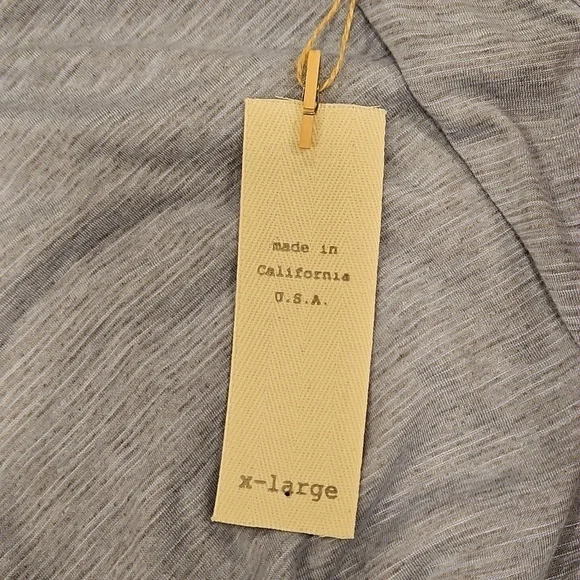 made in
California
U.S.A.
x-large